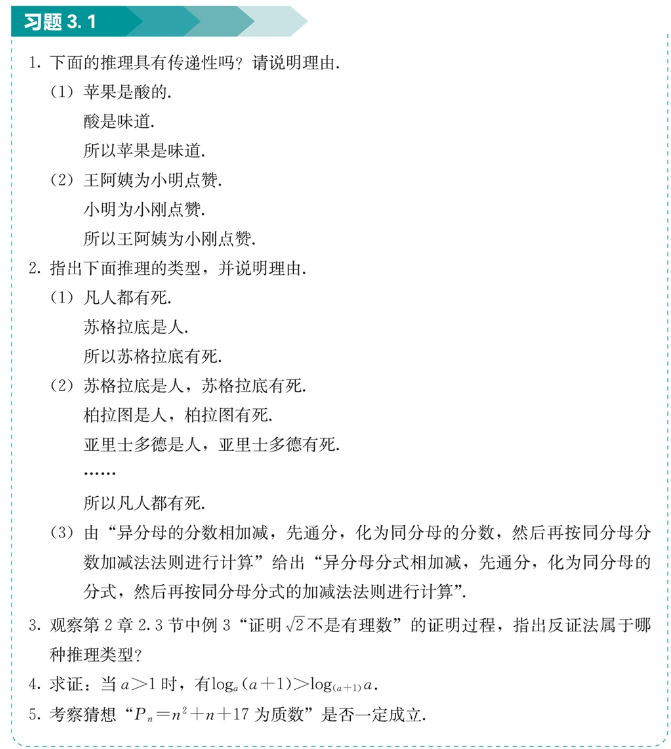 习题 3.1
1. 下面的推理具有传递性吗？请说明理由.
（1）苹果是酸的.
酸是味道.
所以苹果是味道.
（2）王阿姨为小明点赞.
小明为小刚点赞.
所以王阿姨为小刚点赞.
2. 指出下面推理的类型，并说明理由.
（1）凡人都有死.
苏格拉底是人.
所以苏格拉底有死.
（2）苏格拉底是人，苏格拉底有死.
柏拉图是人，柏拉图有死.
亚里士多德是人，亚里士多德有死.
……
所以凡人都有死.
（3）由“异分母的分数相加减，先通分，化为同分母的分数，然后再按同分母分
数加减法法则进行计算”给出“异分母分式相加减，先通分，化为同分母的
分式，然后再按同分母分式的加减法法则进行计算”.
3. 观察第 2 章 2.3 节中例 3“证明√2不是有理数”的证明过程，指出反证法属于哪
种推理类型？
4. 求证：当 a＞1 时，有logₐ(a+1)＞log₍ₐ₊₁₎a.
5. 考察猜想“Pₙ=n²+n+17 为质数”是否一定成立.